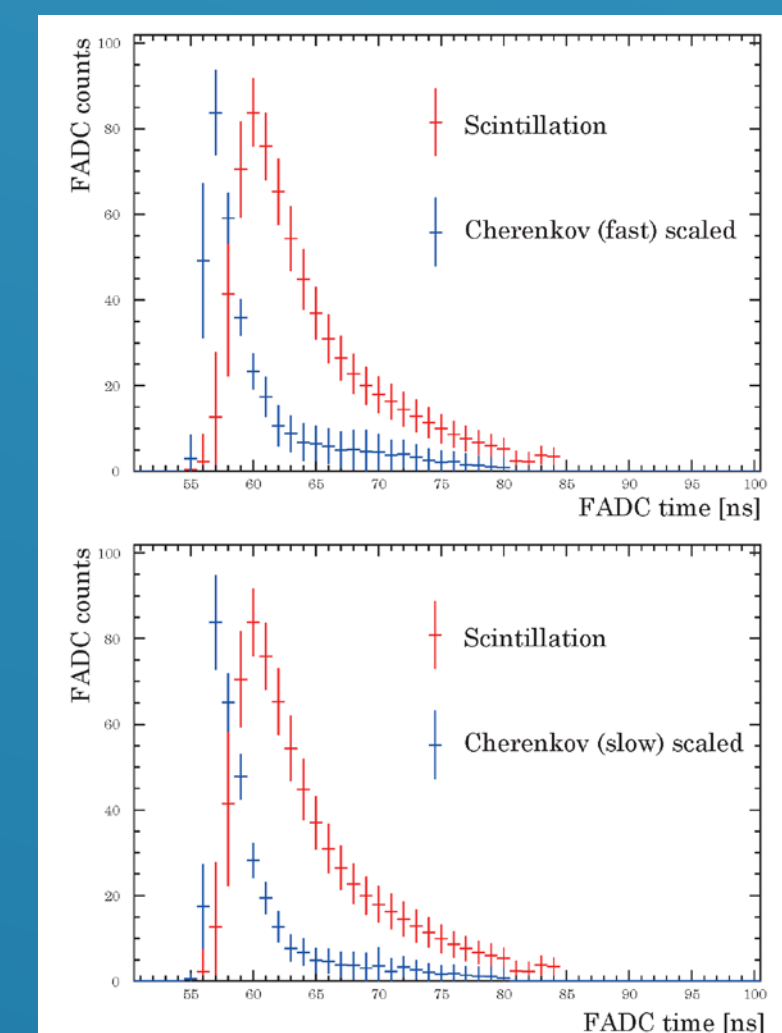 FADC counts
100
80
60
40
20
0
Scintillation
Cherenkov (fast) scaled
55 60 65 70 75 80 85 90 95 100
FADC time [ns]
FADC counts
100
80
60
40
20
0
Scintillation
Cherenkov (slow) scaled
55 60 65 70 75 80 85 90 95 100
FADC time [ns]